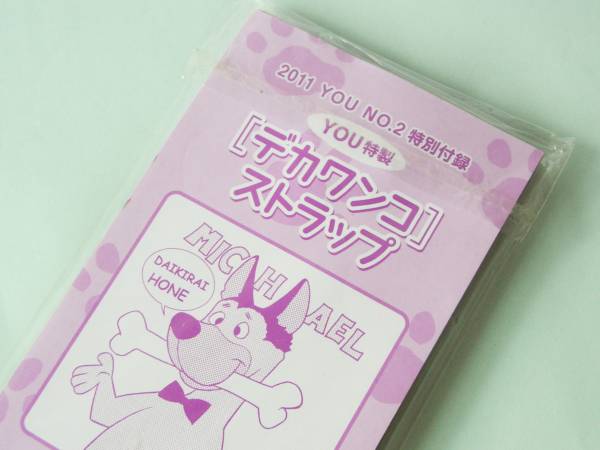 2011 YOU NO.2 特別付録
YOU特製
[デカワンコ]
ストラップ
MICHAEL
DAIKIRAI
HONE